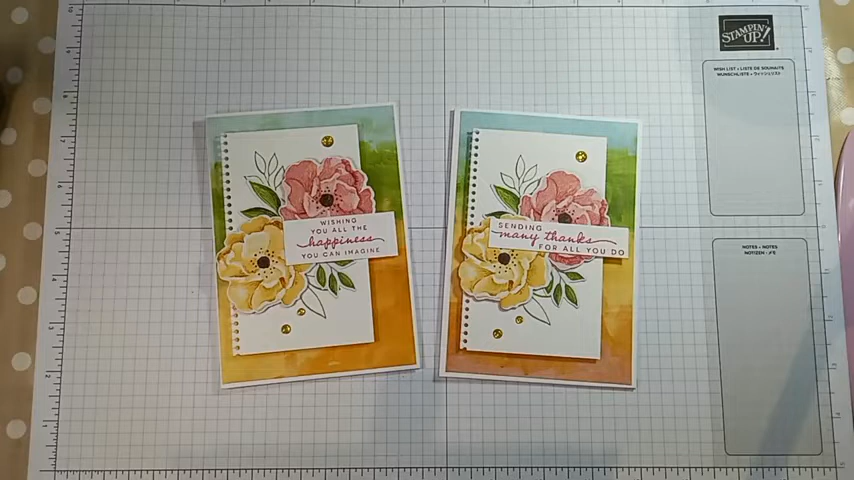 STAMPIN' UP!
WISH LIST • LISTE DE SOUHAITS
WUNSCHLISTE • ウィッシュリスト
WISHING
YOU ALL THE
happiness
YOU CAN IMAGINE
SENDING
many thanks
FOR ALL YOU DO
NOTES • NOTES
NOTIZEN • メモ